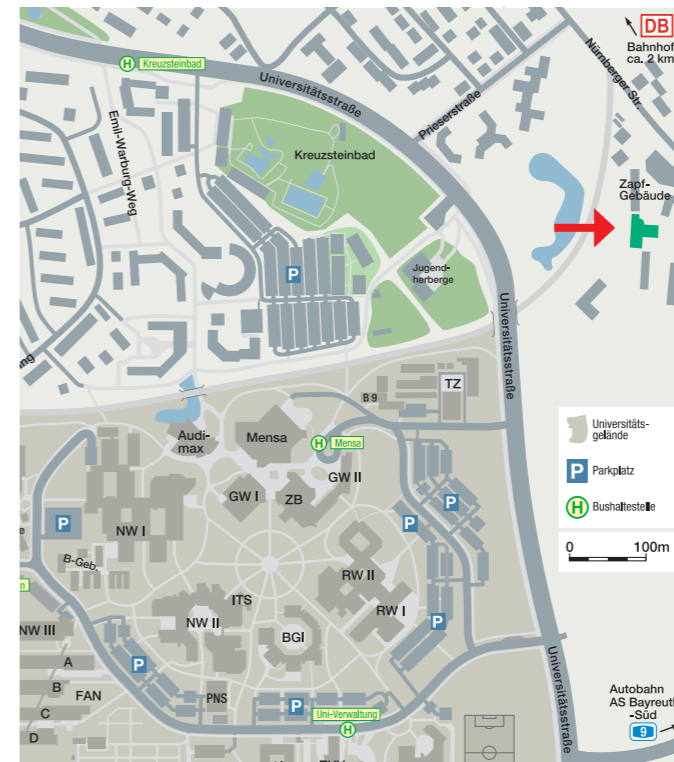 DB
Bahnhof
ca. 2 km
H Kreuzsteinbad
Universitätsstraße
Nürnberger Str.
Prieserstraße
Emil-Warburg-Weg
Kreuzsteinbad
Zapf-
Gebäude
P
Jugend-
herberge
Universitätsstraße
TZ
B 9
Audi-
max
Mensa
H Mensa
GW II
GW I
ZB
P
P
P
NW I
B-Geb.
RW II
RW I
ITS
NW II
BGI
P
NW III
A
B
FAN
C
D
P
PNS
P
Uni-Verwaltung
H
Universitätsstraße
Universitäts-
gelände
P Parkplatz
H Bushaltestelle
0 100m
Autobahn
AS Bayreuth
-Süd
9